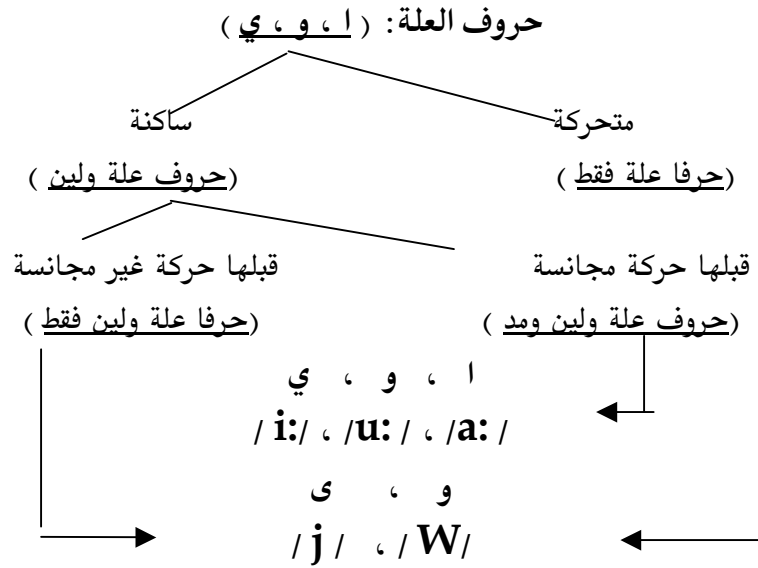 حروف العلة: ( ا ، و ، ي )
متحركة
ساكنة
(حرفا علة فقط )
(حروف علة ولين )
قبلها حركة مجانسة
قبلها حركة غير مجانسة
(حروف علة ولين ومد )
(حرفا علة ولين فقط )
ا ، و ، ي
/ a: / ، / u: / ، / i: /
و ، ى
/ W / ، / j /